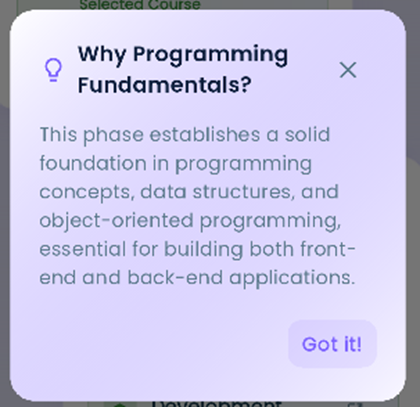 Selected Course
Why Programming
Fundamentals?
This phase establishes a solid
foundation in programming
concepts, data structures, and
object-oriented programming,
essential for building both front-
end and back-end applications.
Got it!
Development